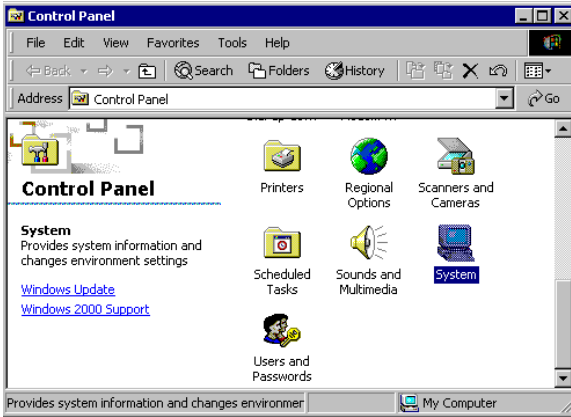 Control Panel
File Edit View Favorites Tools Help
Back Search Folders History
Address Control Panel Go
Control Panel
System
Provides system information and
changes environment settings
Windows Update
Windows 2000 Support
Printers
Regional
Options
Scanners and
Cameras
Scheduled
Tasks
Sounds and
Multimedia
System
Users and
Passwords
Provides system information and changes environmer
My Computer